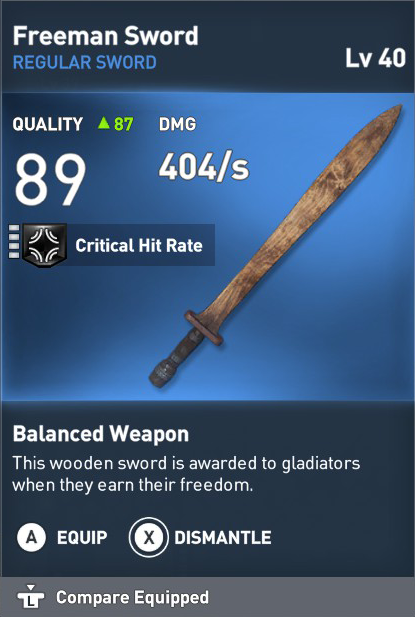 Freeman Sword
REGULAR SWORD
Lv 40
QUALITY ▲87 DMG
89 404/s
Critical Hit Rate
Balanced Weapon
This wooden sword is awarded to gladiators
when they earn their freedom.
A EQUIP X DISMANTLE
L Compare Equipped